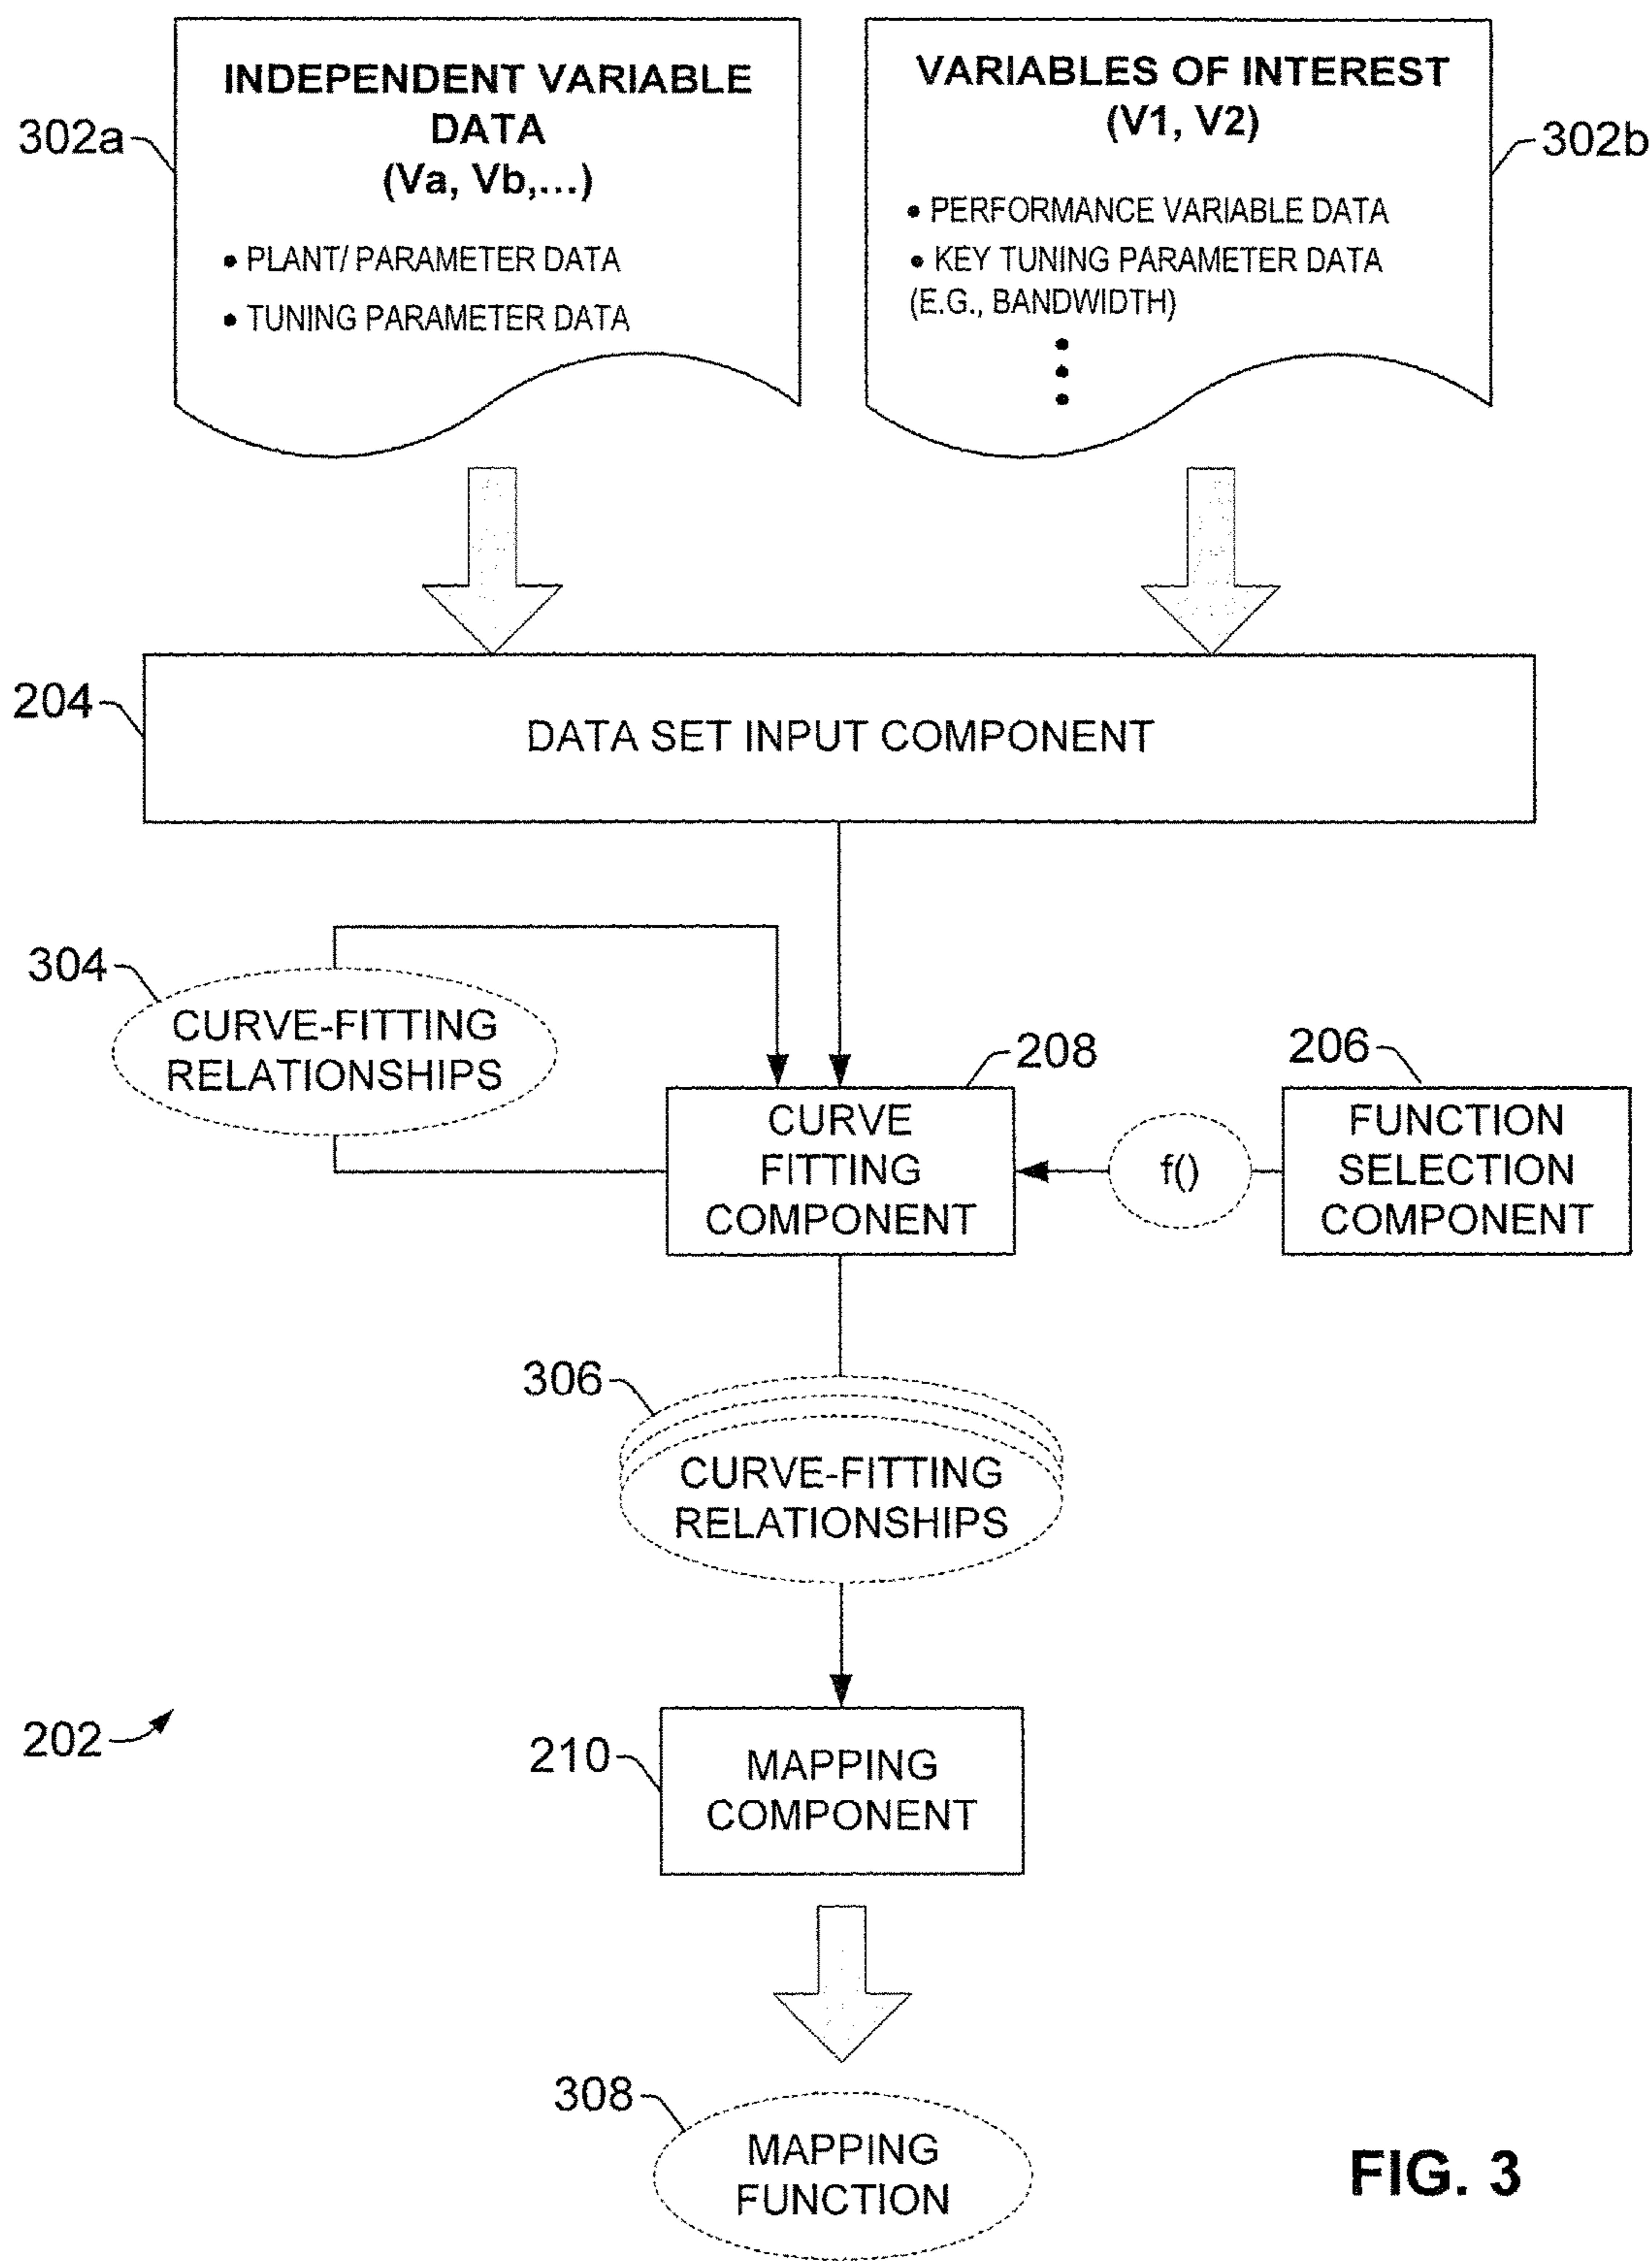 INDEPENDENT VARIABLE
DATA
(Va, Vb,...)
• PLANT/ PARAMETER DATA
• TUNING PARAMETER DATA
302a
VARIABLES OF INTEREST
(V1, V2)
• PERFORMANCE VARIABLE DATA
• KEY TUNING PARAMETER DATA
(E.G., BANDWIDTH)
302b
204
DATA SET INPUT COMPONENT
304
CURVE-FITTING
RELATIONSHIPS
208
CURVE
FITTING
COMPONENT
f()
206
FUNCTION
SELECTION
COMPONENT
306
CURVE-FITTING
RELATIONSHIPS
202
210
MAPPING
COMPONENT
308
MAPPING
FUNCTION
FIG. 3